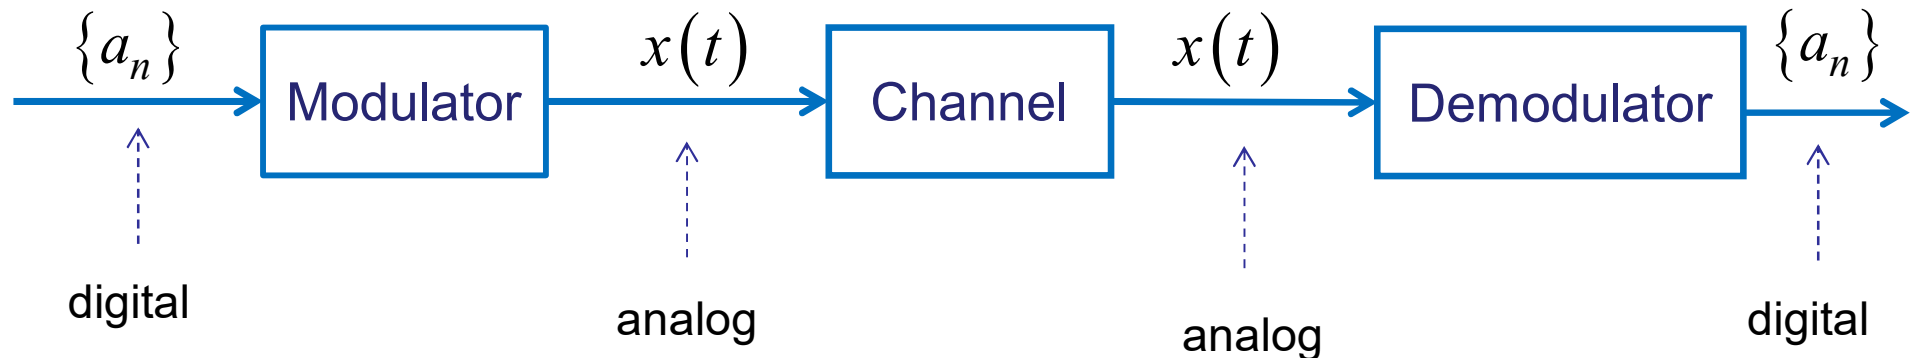 {a_n} x(t) x(t) {a_n}
Modulator Channel Demodulator
digital analog analog digital